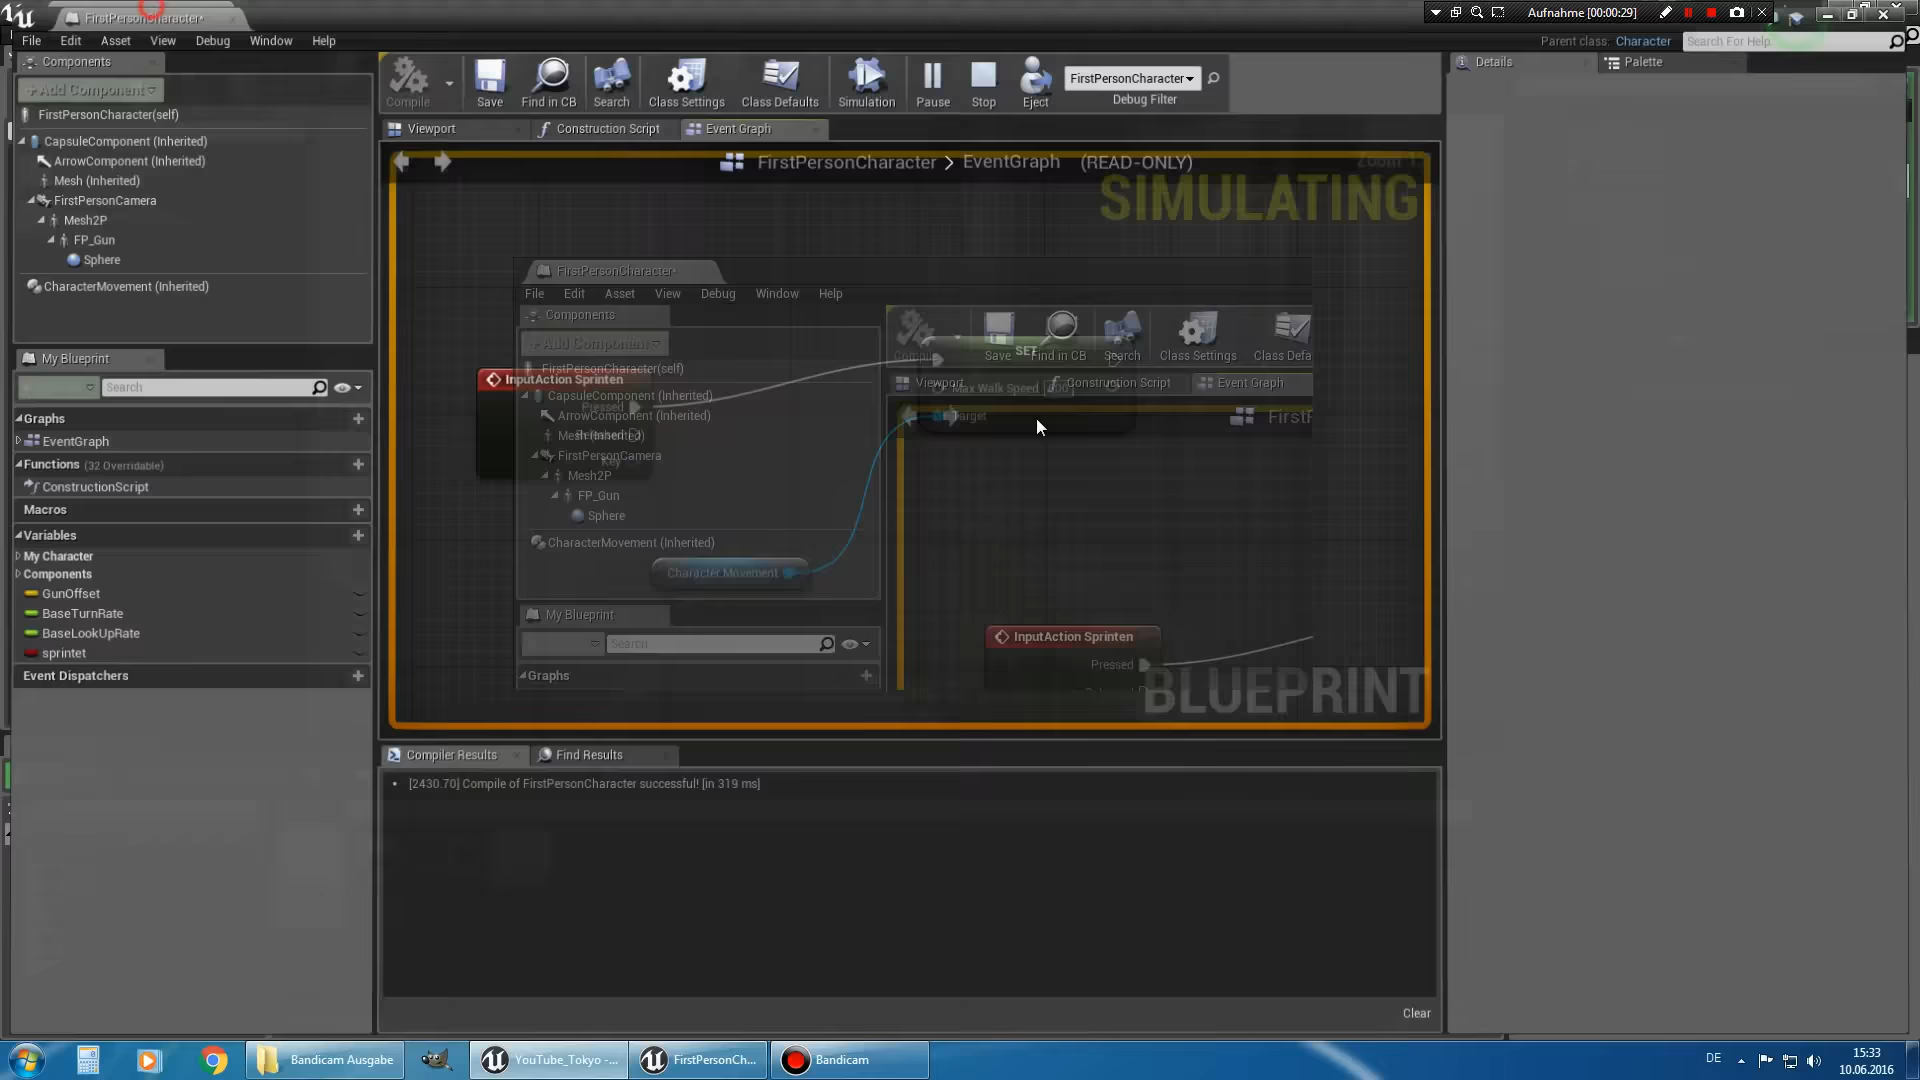 FirstPersonCharacter*
Aufnahme [00:00:29]
File Edit Asset View Debug Window Help
Parent class: Character
Search For Help
Components
Details
Palette
+Add Component
Compile
Save
Find in CB
Search
Class Settings
Class Defaults
Simulation
Pause
Stop
Eject
FirstPersonCharacter
Debug Filter
FirstPersonCharacter(self)
CapsuleComponent (Inherited)
ArrowComponent (Inherited)
Mesh (Inherited)
FirstPersonCamera
Mesh2P
FP_Gun
Sphere
CharacterMovement (Inherited)
Viewport
Construction Script
Event Graph
FirstPersonCharacter > EventGraph (READ-ONLY)
SIMULATING
My Blueprint
Search
Graphs
EventGraph
Functions (32 Overridable)
ConstructionScript
Macros
Variables
My Character
Components
GunOffset
BaseTurnRate
BaseLookUpRate
sprintet
Event Dispatchers
FirstPersonCharacter*
File Edit Asset View Debug Window Help
Components
+Add Component
SET
Save
Find in CB
Search
Class Settings
Class Defa
FirstPersonCharacter(self)
InputAction Sprinten
Pressed
Key
CapsuleComponent (Inherited)
ArrowComponent (Inherited)
Mesh (Inherited)
FirstPersonCamera
Mesh2P
FP_Gun
Sphere
CharacterMovement (Inherited)
Character Movement
Viewport
Max Walk Speed
Construction Script
Event Graph
Target
FirstP
My Blueprint
Search
Graphs
InputAction Sprinten
Pressed
BLUEPRINT
Compiler Results
Find Results
[2430.70] Compile of FirstPersonCharacter successful! [in 319 ms]
Clear
Bandicam Ausgabe
YouTube_Tokyo -...
FirstPersonCh...
Bandicam
DE
15:33
10.06.2016